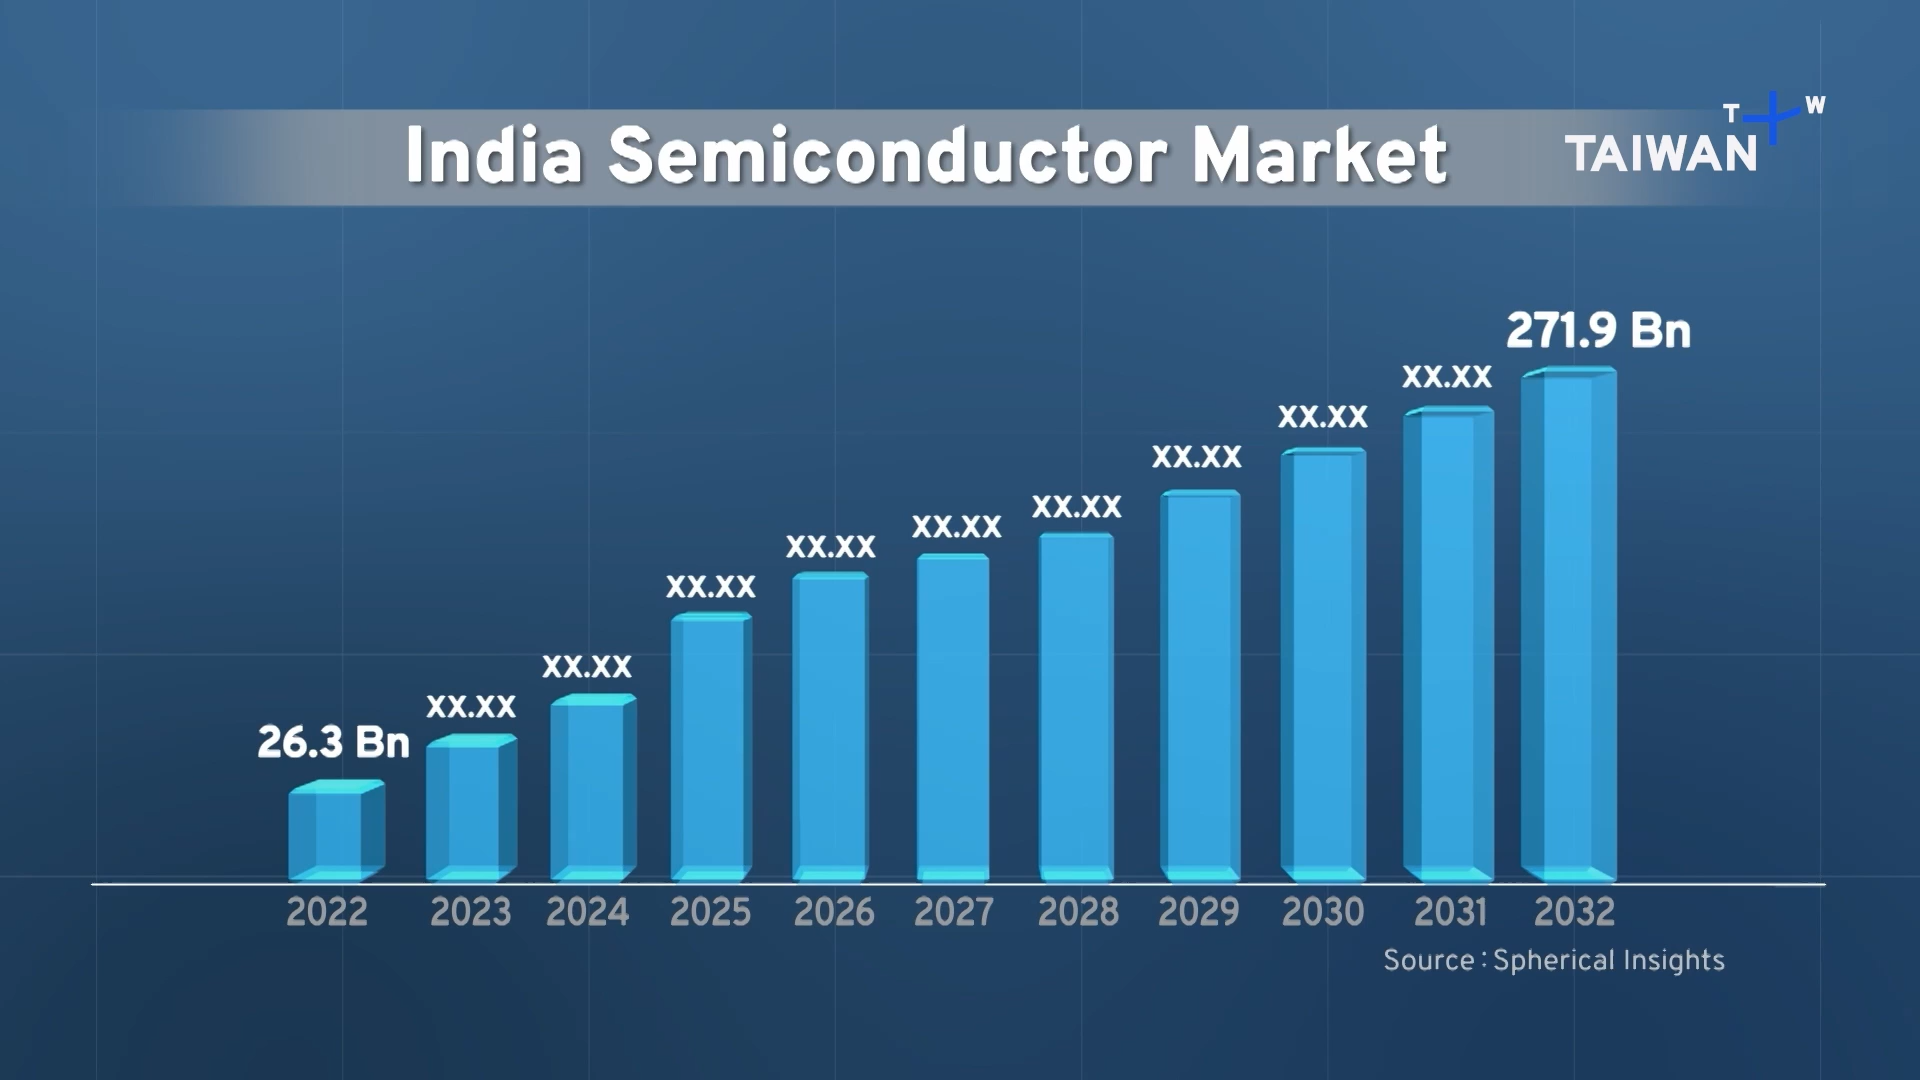 India Semiconductor Market
T W
TAIWAN
271.9 Bn
XX.XX
XX.XX
XX.XX
XX.XX
XX.XX
XX.XX
XX.XX
XX.XX
XX.XX
26.3 Bn
2022 2023 2024 2025 2026 2027 2028 2029 2030 2031 2032
Source : Spherical Insights